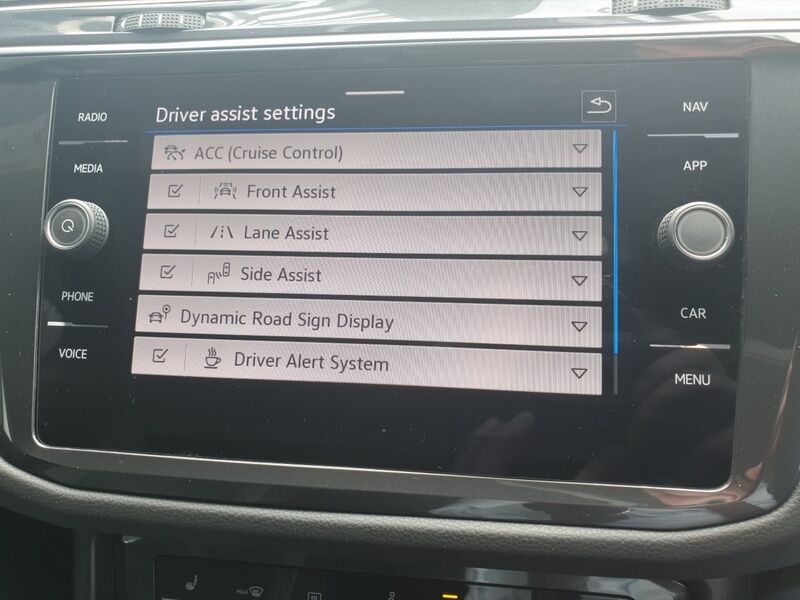 Driver assist settings
RADIO
MEDIA
PHONE
VOICE
ACC (Cruise Control)
Front Assist
Lane Assist
Side Assist
Dynamic Road Sign Display
Driver Alert System
NAV
APP
CAR
MENU
MAX